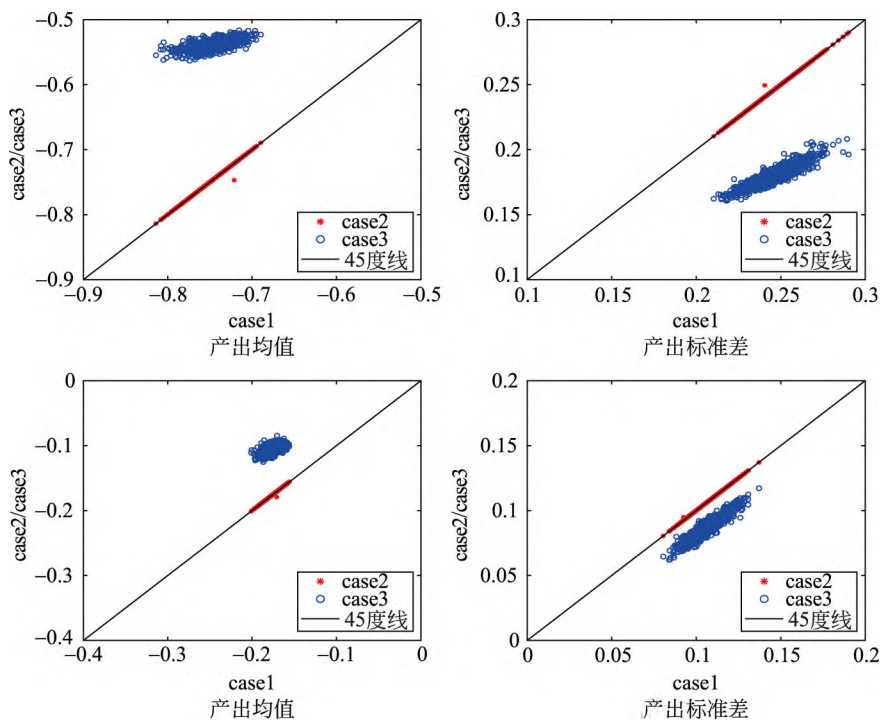 -0.5
-0.6
-0.7
-0.8
-0.9
case2/case3
-0.9 -0.8 -0.7 -0.6 -0.5
case1
产出均值
case2
case3
45度线
0.30
0.25
0.20
0.15
0.1
case2/case3
0.1 0.15 0.20 0.25 0.3
case1
产出标准差
case2
case3
45度线
0
-0.1
-0.2
-0.3
-0.4
case2/case3
-0.4 -0.3 -0.2 -0.1 0
case1
产出均值
case2
case3
45度线
0.2
0.15
0.1
0.05
0
case2/case3
0 0.05 0.1 0.15 0.2
case1
产出标准差
case2
case3
45度线